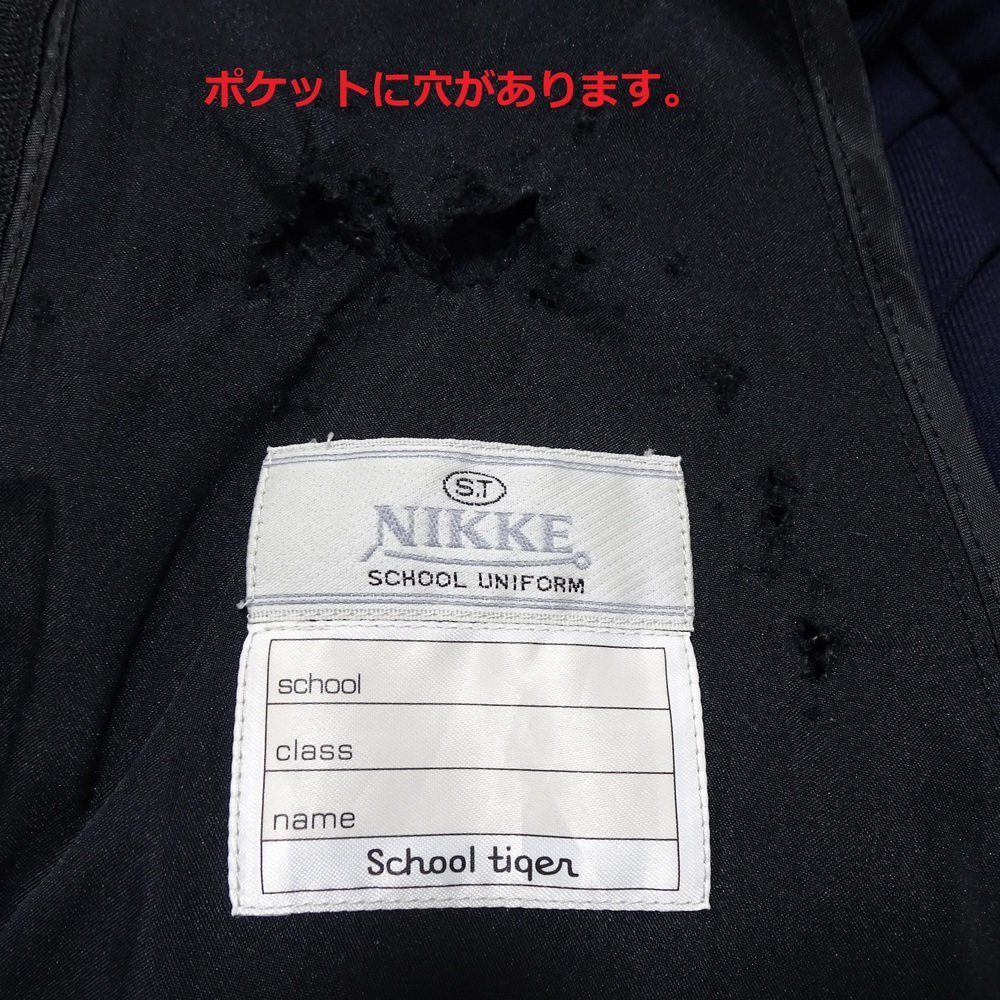 ポケットに穴があります。
S.T
NIKKE
SCHOOL UNIFORM
school
class
name
School tiger